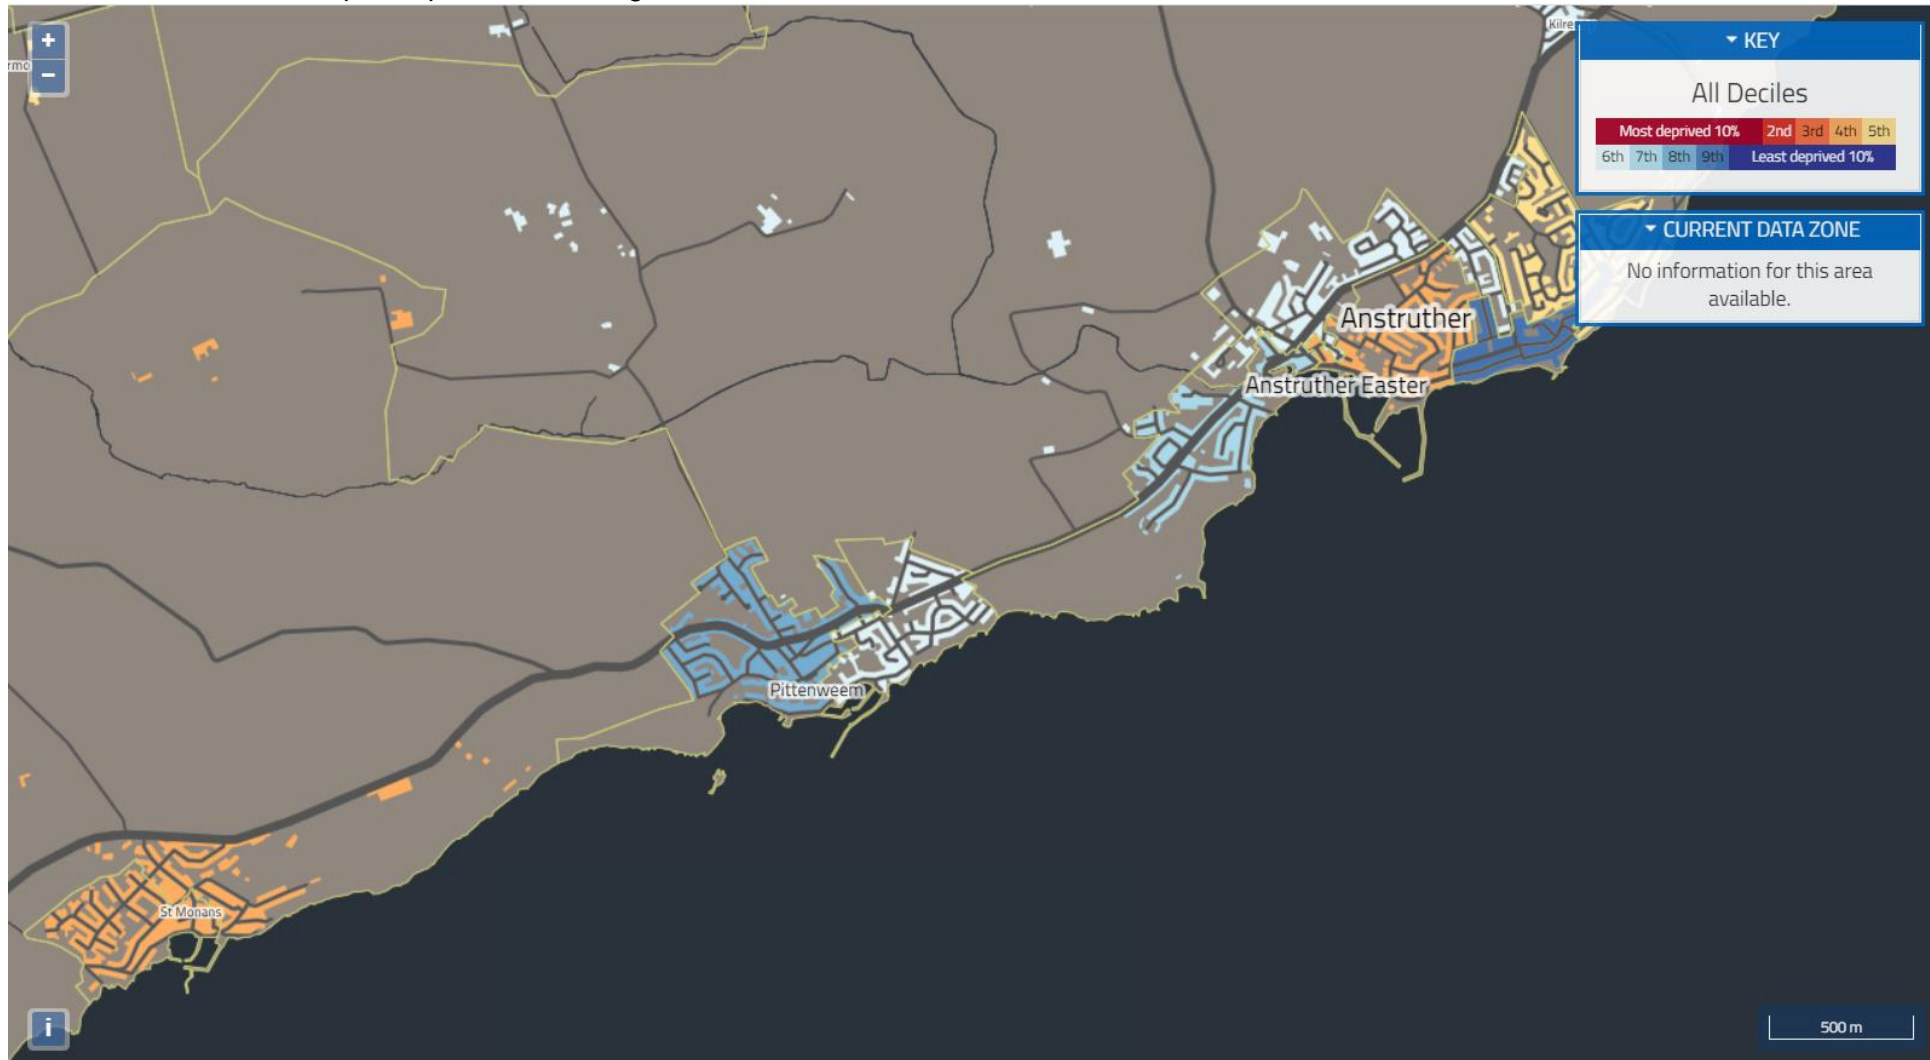 +
−
rmo
KEY
All Deciles
Most deprived 10% 2nd 3rd 4th 5th
6th 7th 8th 9th Least deprived 10%
CURRENT DATA ZONE
No information for this area
available.
Anstruther
Anstruther Easter
Pittenweem
St Monans
i
500 m